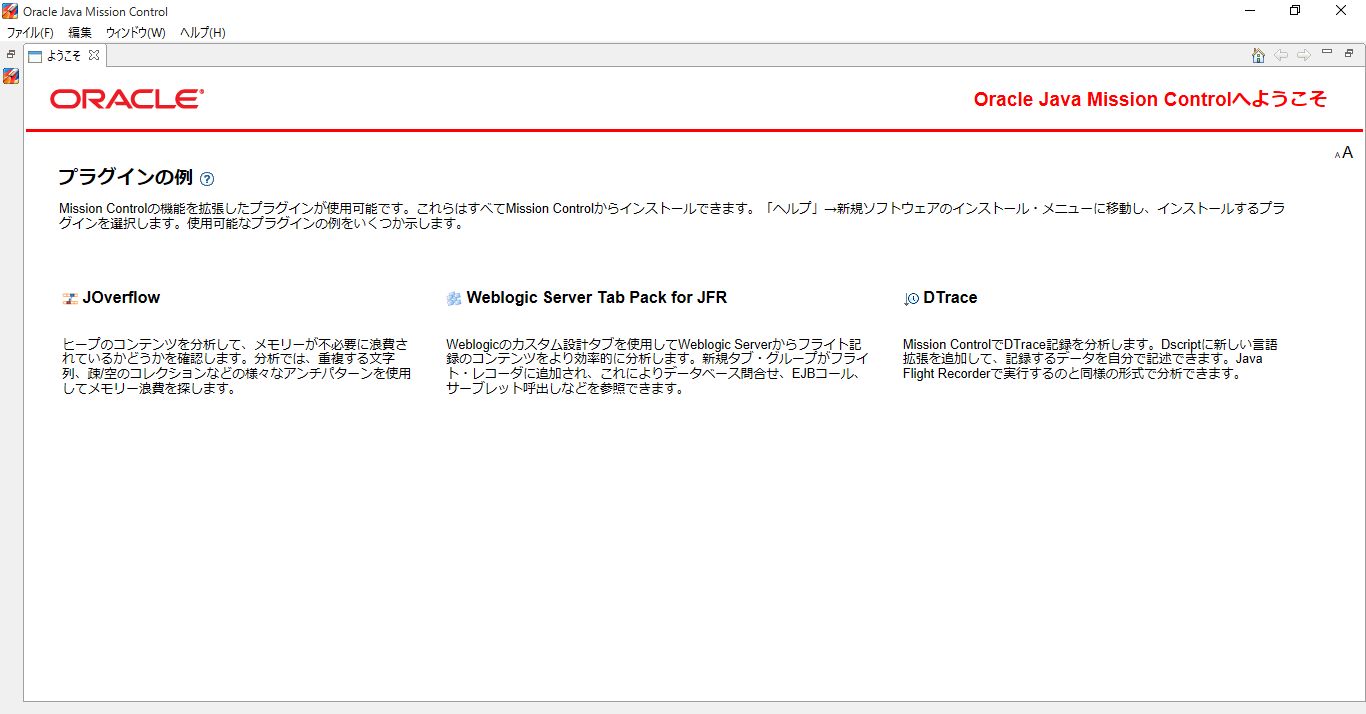 Oracle Java Mission Control
ファイル(F) 編集 ウィンドウ(W) ヘルプ(H)
ようこそ
ORACLE
Oracle Java Mission Controlへようこそ
A A
プラグインの例 ?
Mission Controlの機能を拡張したプラグインが使用可能です。これらはすべてMission Controlからインストールできます。「ヘルプ」→新規ソフトウェアのインストール・メニューに移動し、インストールするプラ
グインを選択します。使用可能なプラグインの例をいくつか示します。
JOverflow
ヒープのコンテンツを分析して、メモリーが不必要に浪費さ
れているかどうかを確認します。分析では、重複する文字
列、疎/空のコレクションなどの様々なアンチパターンを使用
してメモリー浪費を探します。
Weblogic Server Tab Pack for JFR
Weblogicのカスタム設計タブを使用してWeblogic Serverからフライト記
録のコンテンツをより効率的に分析します。新規タブ・グループがフライ
ト・レコーダに追加され、これによりデータベース問合せ、EJBコール、
サーブレット呼出しなどを参照できます。
DTrace
Mission ControlでDTrace記録を分析します。Dscriptに新しい言語
拡張を追加して、記録するデータを自分で記述できます。Java
Flight Recorderで実行するのと同様の形式で分析できます。